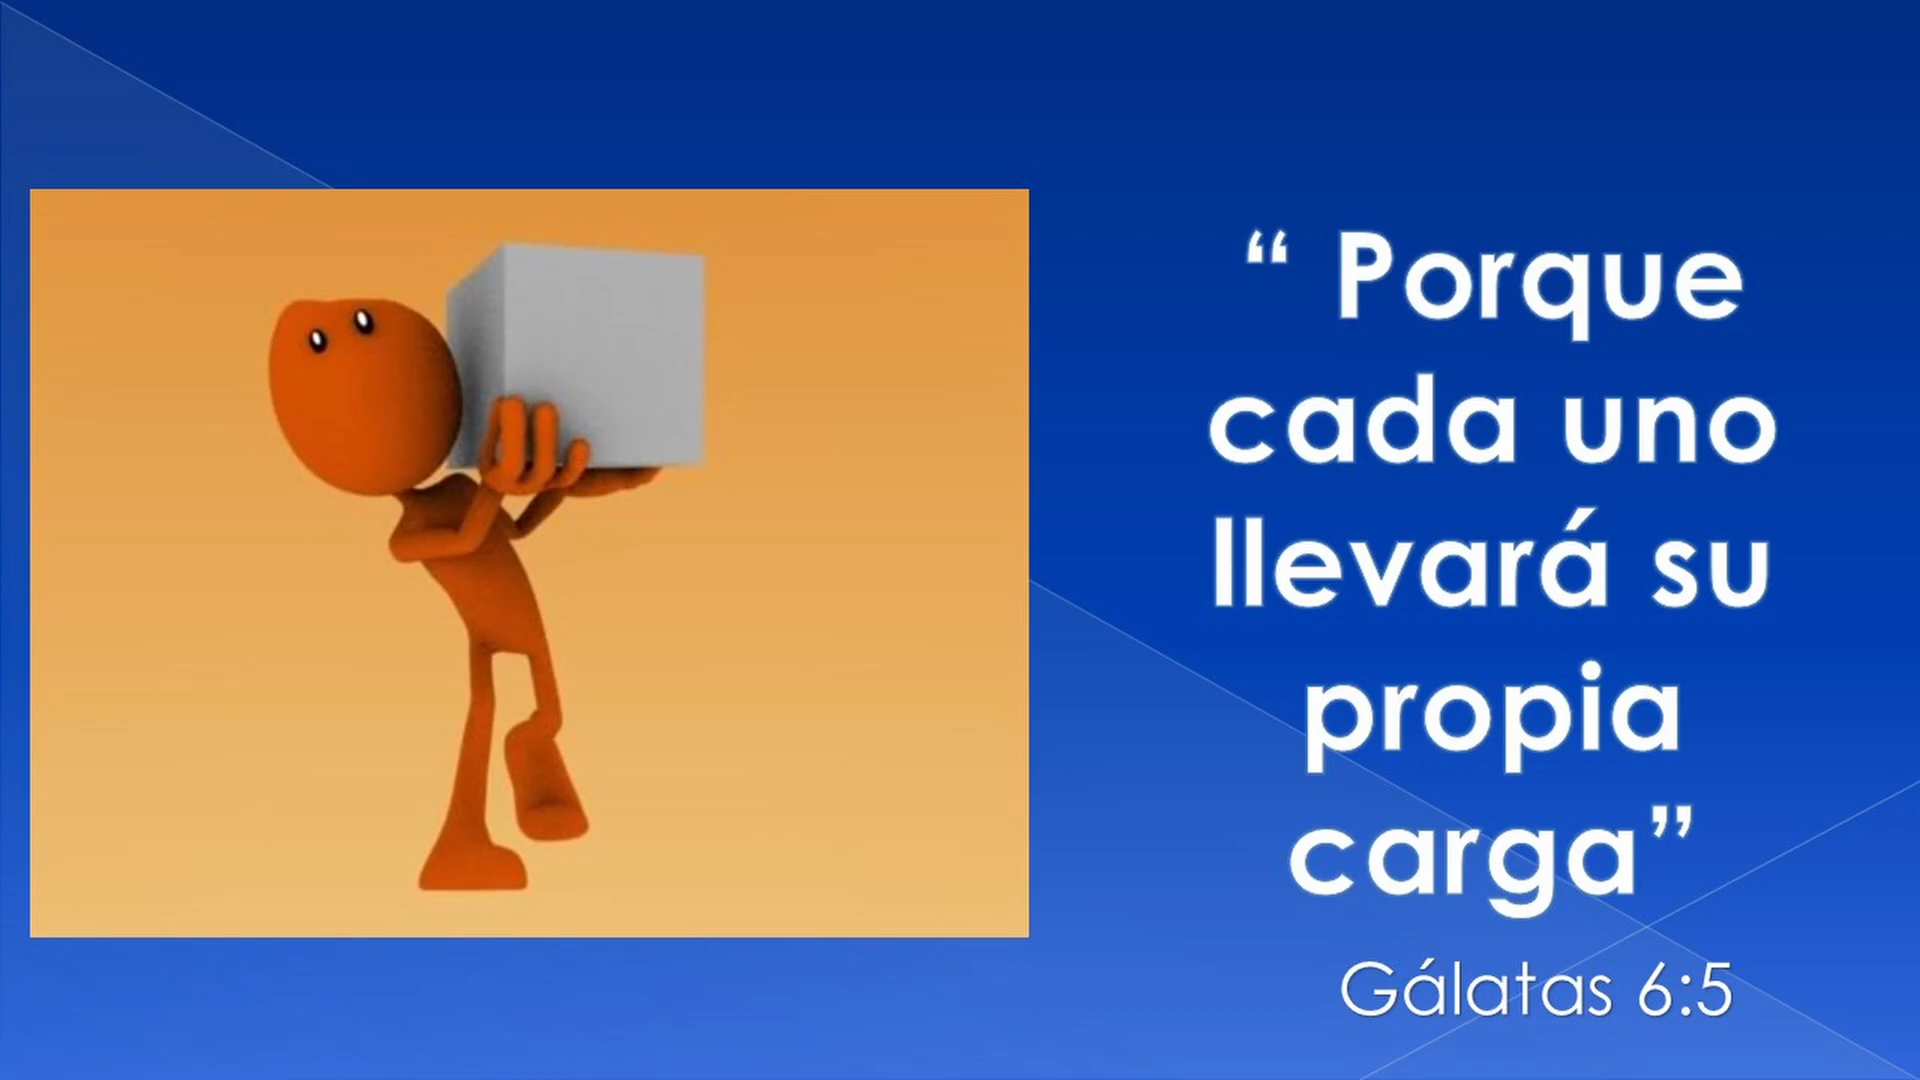 “ Porque
cada uno
llevará su
propia
carga”
Gálatas 6:5